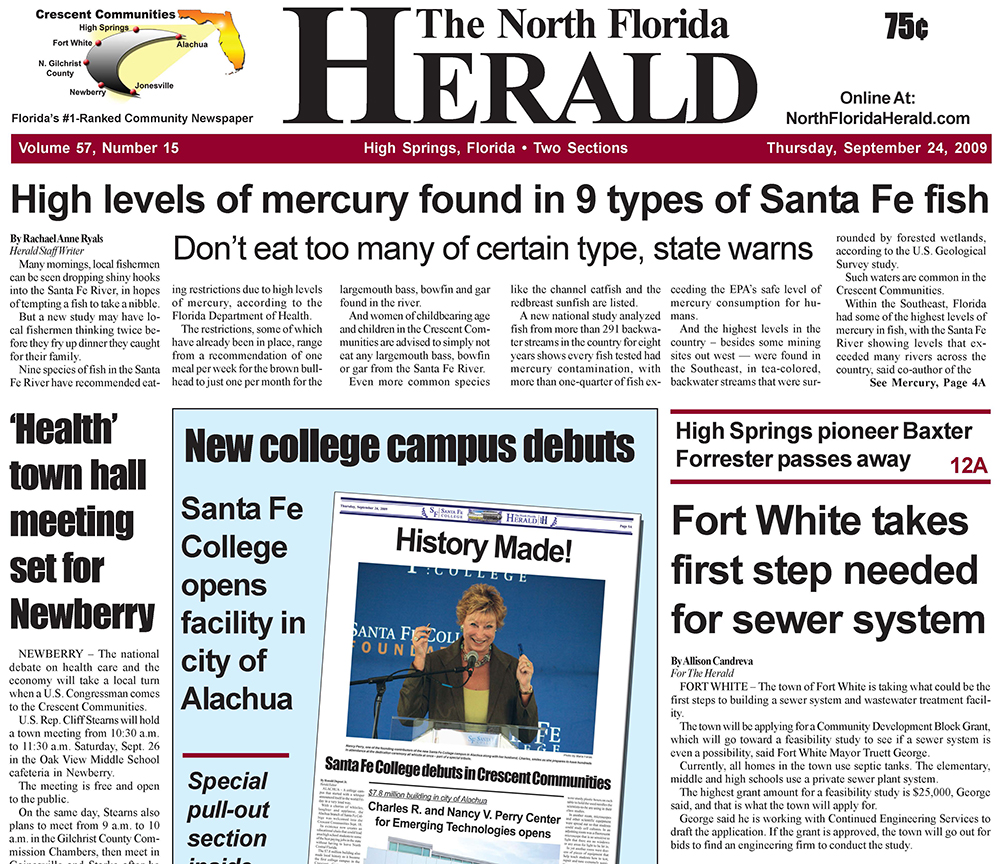 Crescent Communities
High Springs
Fort White
Alachua
N. Gilchrist
County
Newberry
Jonesville
Florida's #1-Ranked Community Newspaper
The North Florida
HERALD
75¢
Online At:
NorthFloridaHerald.com
Volume 57, Number 15
High Springs, Florida • Two Sections
Thursday, September 24, 2009
High levels of mercury found in 9 types of Santa Fe fish
Don't eat too many of certain type, state warns
By Rachael Anne Ryals
Herald Staff Writer
Many mornings, local fishermen
can be seen dropping shiny hooks
into the Santa Fe River, in hopes
of tempting a fish to take a nibble.
But a new study may have lo-
cal fishermen thinking twice be-
fore they fry up dinner they caught
for their family.
Nine species of fish in the Santa
Fe River have recommended eat-
ing restrictions due to high levels
of mercury, according to the
Florida Department of Health.
The restrictions, some of which
have already been in place, range
from a recommendation of one
meal per week for the brown bull-
head to just one per month for the
largemouth bass, bowfin and gar
found in the river.
And women of childbearing age
and children in the Crescent Com-
munities are advised to simply not
eat any largemouth bass, bowfin
or gar from the Santa Fe River.
Even more common species
like the channel catfish and the
redbreast sunfish are listed.
A new national study analyzed
fish from more than 291 backwa-
ter streams in the country for eight
years shows every fish tested had
mercury contamination, with
more than one-quarter of fish ex-
ceeding the EPA's safe level of
mercury consumption for hu-
mans.
And the highest levels in the
country – besides some mining
sites out west — were found in
the Southeast, in tea-colored,
backwater streams that were sur-
rounded by forested wetlands,
according to the U.S. Geological
Survey study.
Such waters are common in the
Crescent Communities.
Within the Southeast, Florida
had some of the highest levels of
mercury in fish, with the Santa Fe
River showing levels that ex-
ceeded many rivers across the
country, said co-author of the
See Mercury, Page 4A
'Health'
town hall
meeting
set for
Newberry
NEWBERRY – The national
debate on health care and the
economy will take a local turn
when a U.S. Congressman comes
to the Crescent Communities.
U.S. Rep. Cliff Stearns will hold
a town meeting from 10:30 a.m.
to 11:30 a.m. Saturday, Sept. 26
in the Oak View Middle School
cafeteria in Newberry.
The meeting is free and open
to the public.
On the same day, Stearns also
plans to meet from 9 a.m. to 10
a.m. in the Gilchrist County Com-
mission Chambers, then meet in
New college campus debuts
Santa Fe
College
opens
facility in
city of
Alachua
Special
pull-out
section
inside
Thursday, September 24, 2009
SANTA FE
COLLEGE
HERALD
History Made!
COLLEGE
SANTA FE COLL
FOUND
Santa Fe College debuts in Crescent Communities
$7.8 million building in city of Alachua
Charles R. and Nancy V. Perry Center
for Emerging Technologies opens
High Springs pioneer Baxter
Forrester passes away
12A
Fort White takes
first step needed
for sewer system
By Allison Candreva
For The Herald
FORT WHITE – The town of Fort White is taking what could be the
first steps to building a sewer system and wastewater treatment facil-
ity.
The town will be applying for a Community Development Block Grant,
which will go toward a feasibility study to see if a sewer system is
even a possibility, said Fort White Mayor Truett George.
Currently, all homes in the town use septic tanks. The elementary,
middle and high schools use a private sewer plant system.
The highest grant amount for a feasibility study is $25,000, George
said, and that is what the town will apply for.
George said he is working with Continued Engineering Services to
draft the application. If the grant is approved, the town will go out for
bids to find an engineering firm to conduct the study.